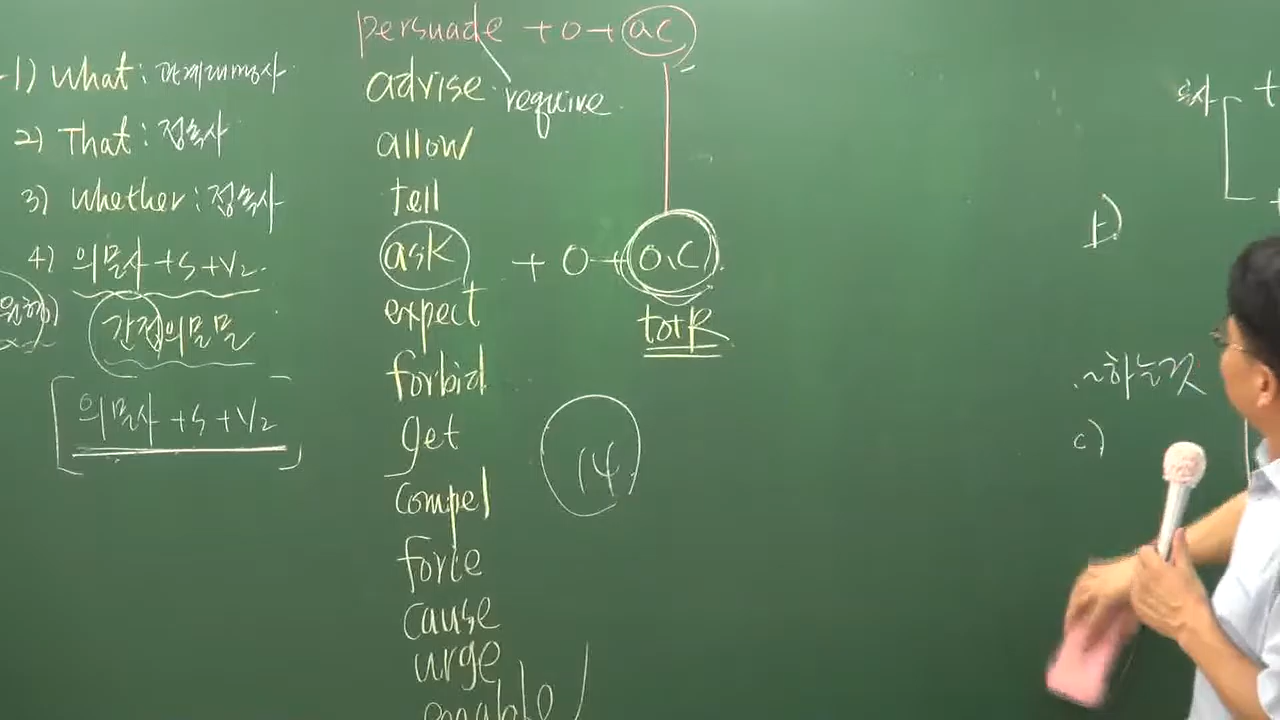 1) What : 관계대명사
2) That : 접속사
3) Whether : 접속사
4) 의문사 + S + V2.
간접의문문
의문사 + S + V2
persuade + O + O.C
require.
advise
allow
tell
ask + O + O.C
to + R
expect
forbid
get
14
compel
force
cause
urge
enable
b)
~하는 것
c)